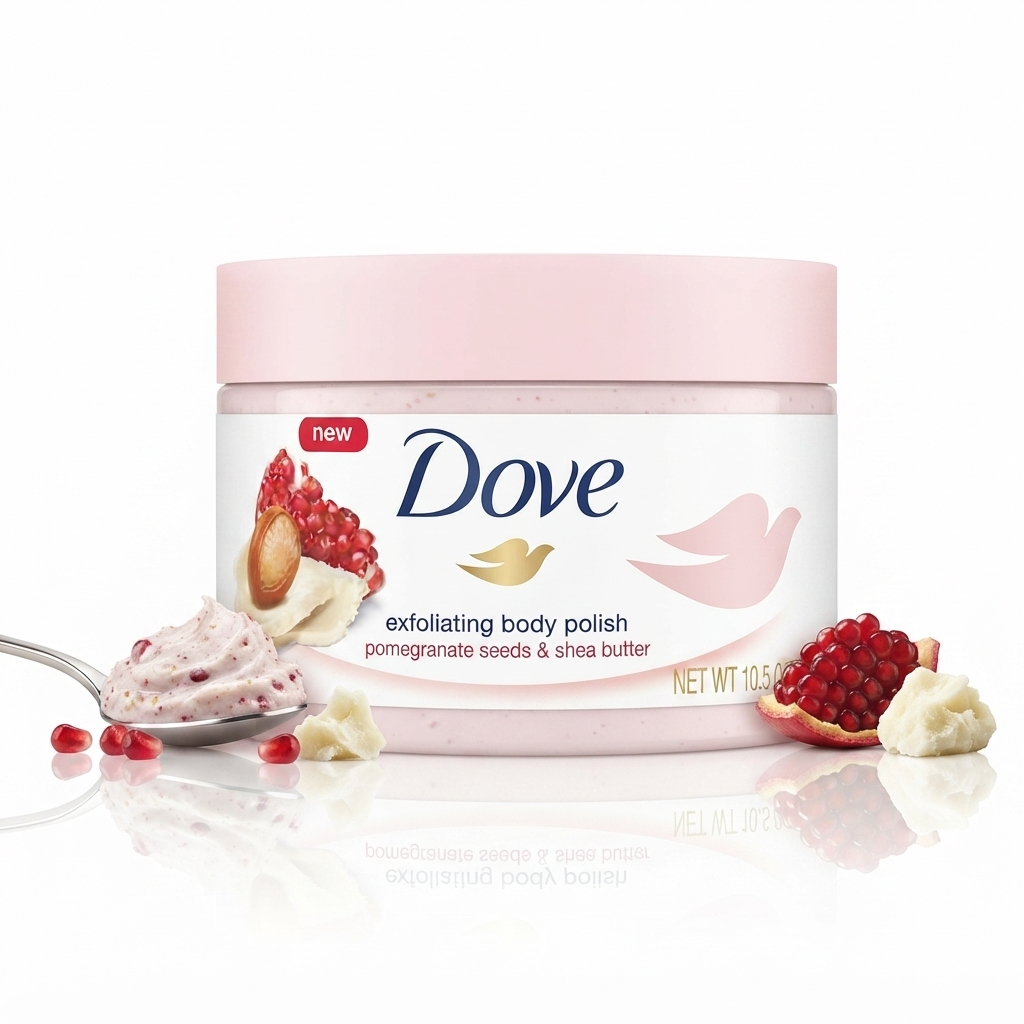 new
Dove
exfoliating body polish
pomegranate seeds & shea butter
NET WT 10.5